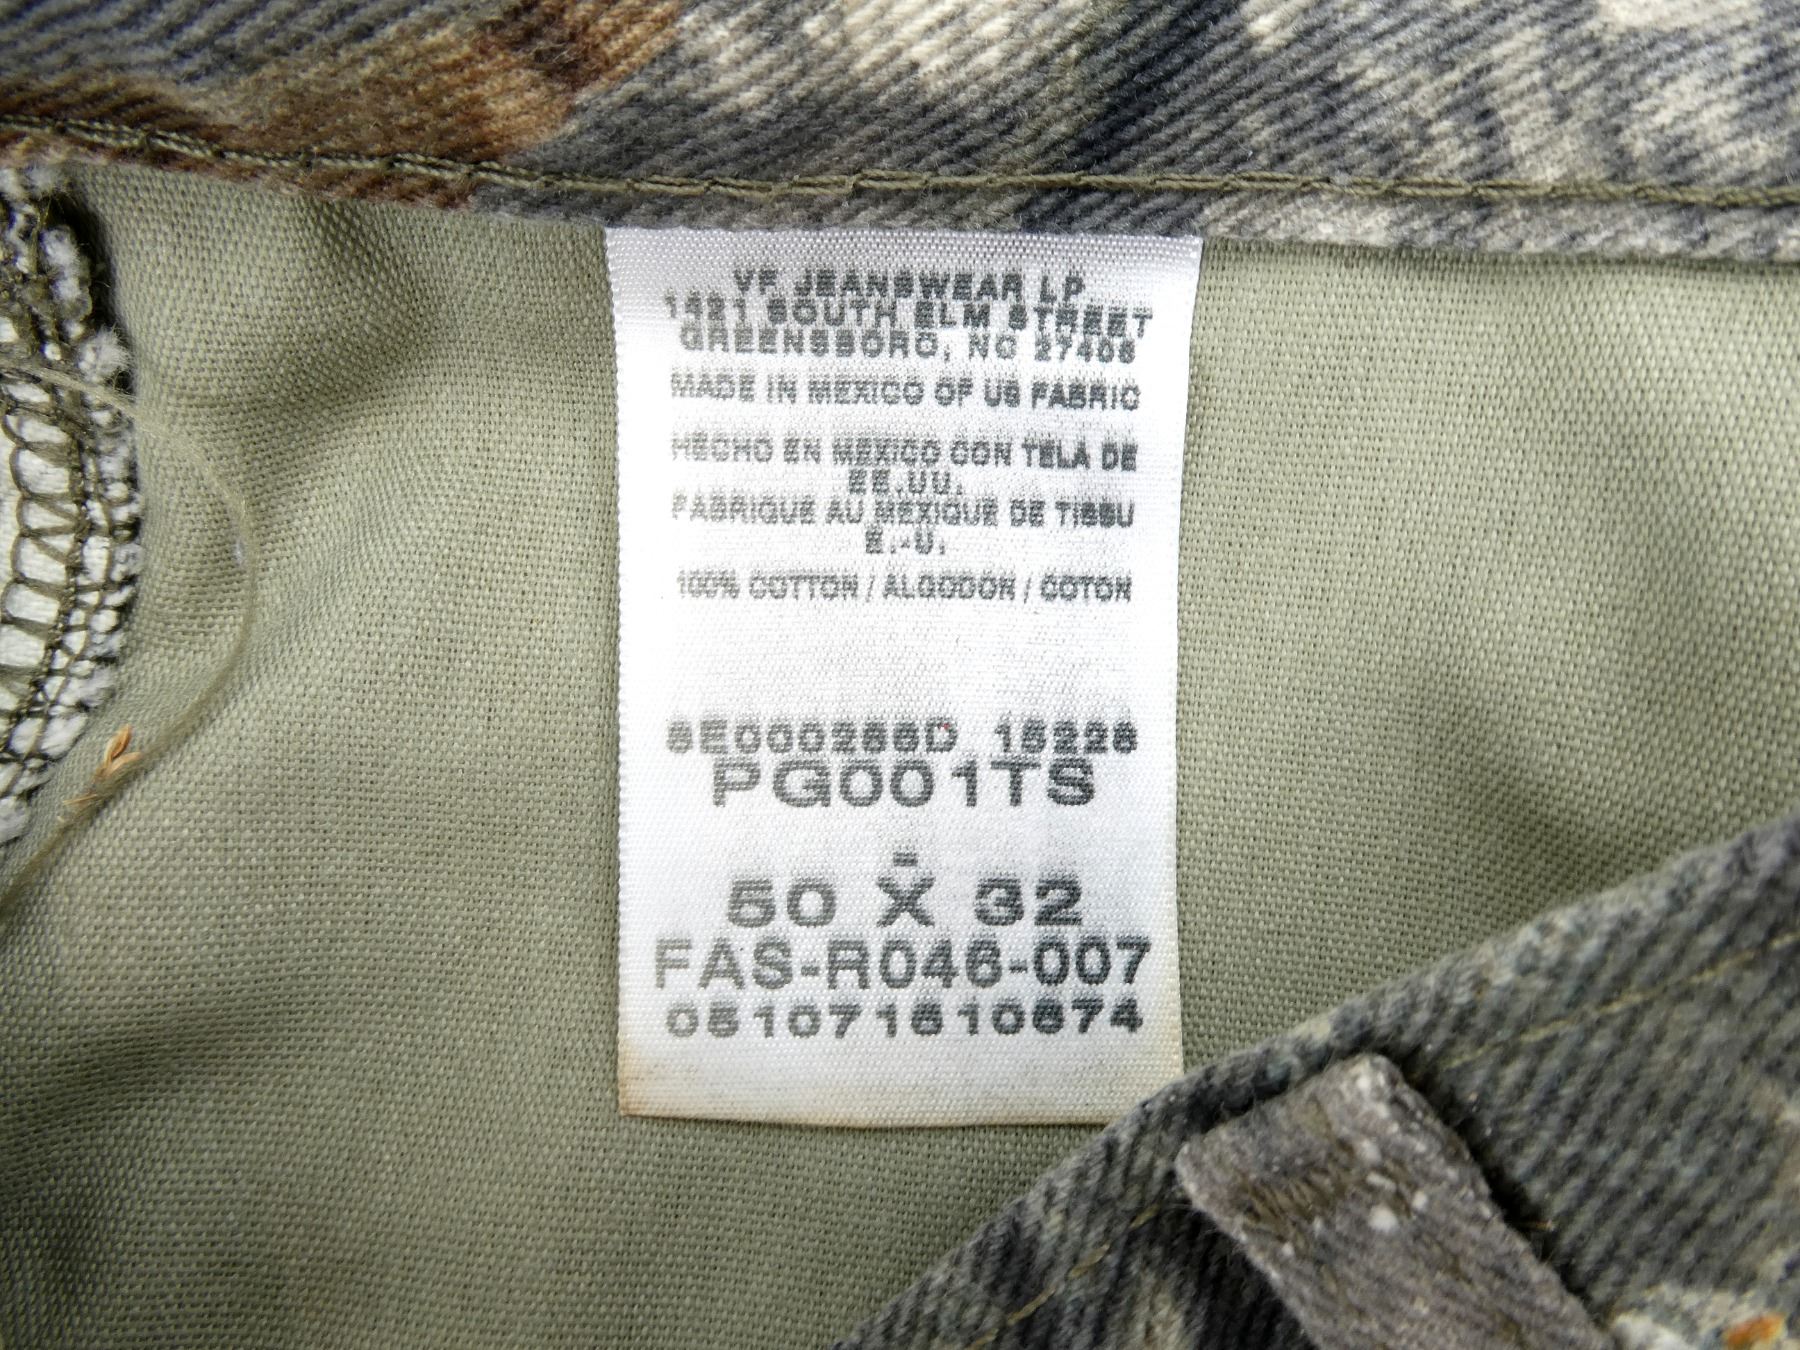 VF JEANSWEAR LP
1421 SOUTH ELM STREET
GREENSBORO, NC 27406
MADE IN MEXICO OF US FABRIC
HECHO EN MEXICO CON TELA DE
EE.UU.
FABRIQUE AU MEXIQUE DE TISSU
E.-U.
100% COTTON / ALGODON / COTON
15228
PG001TS
50 X 32
FAS-R046-007
051071510674